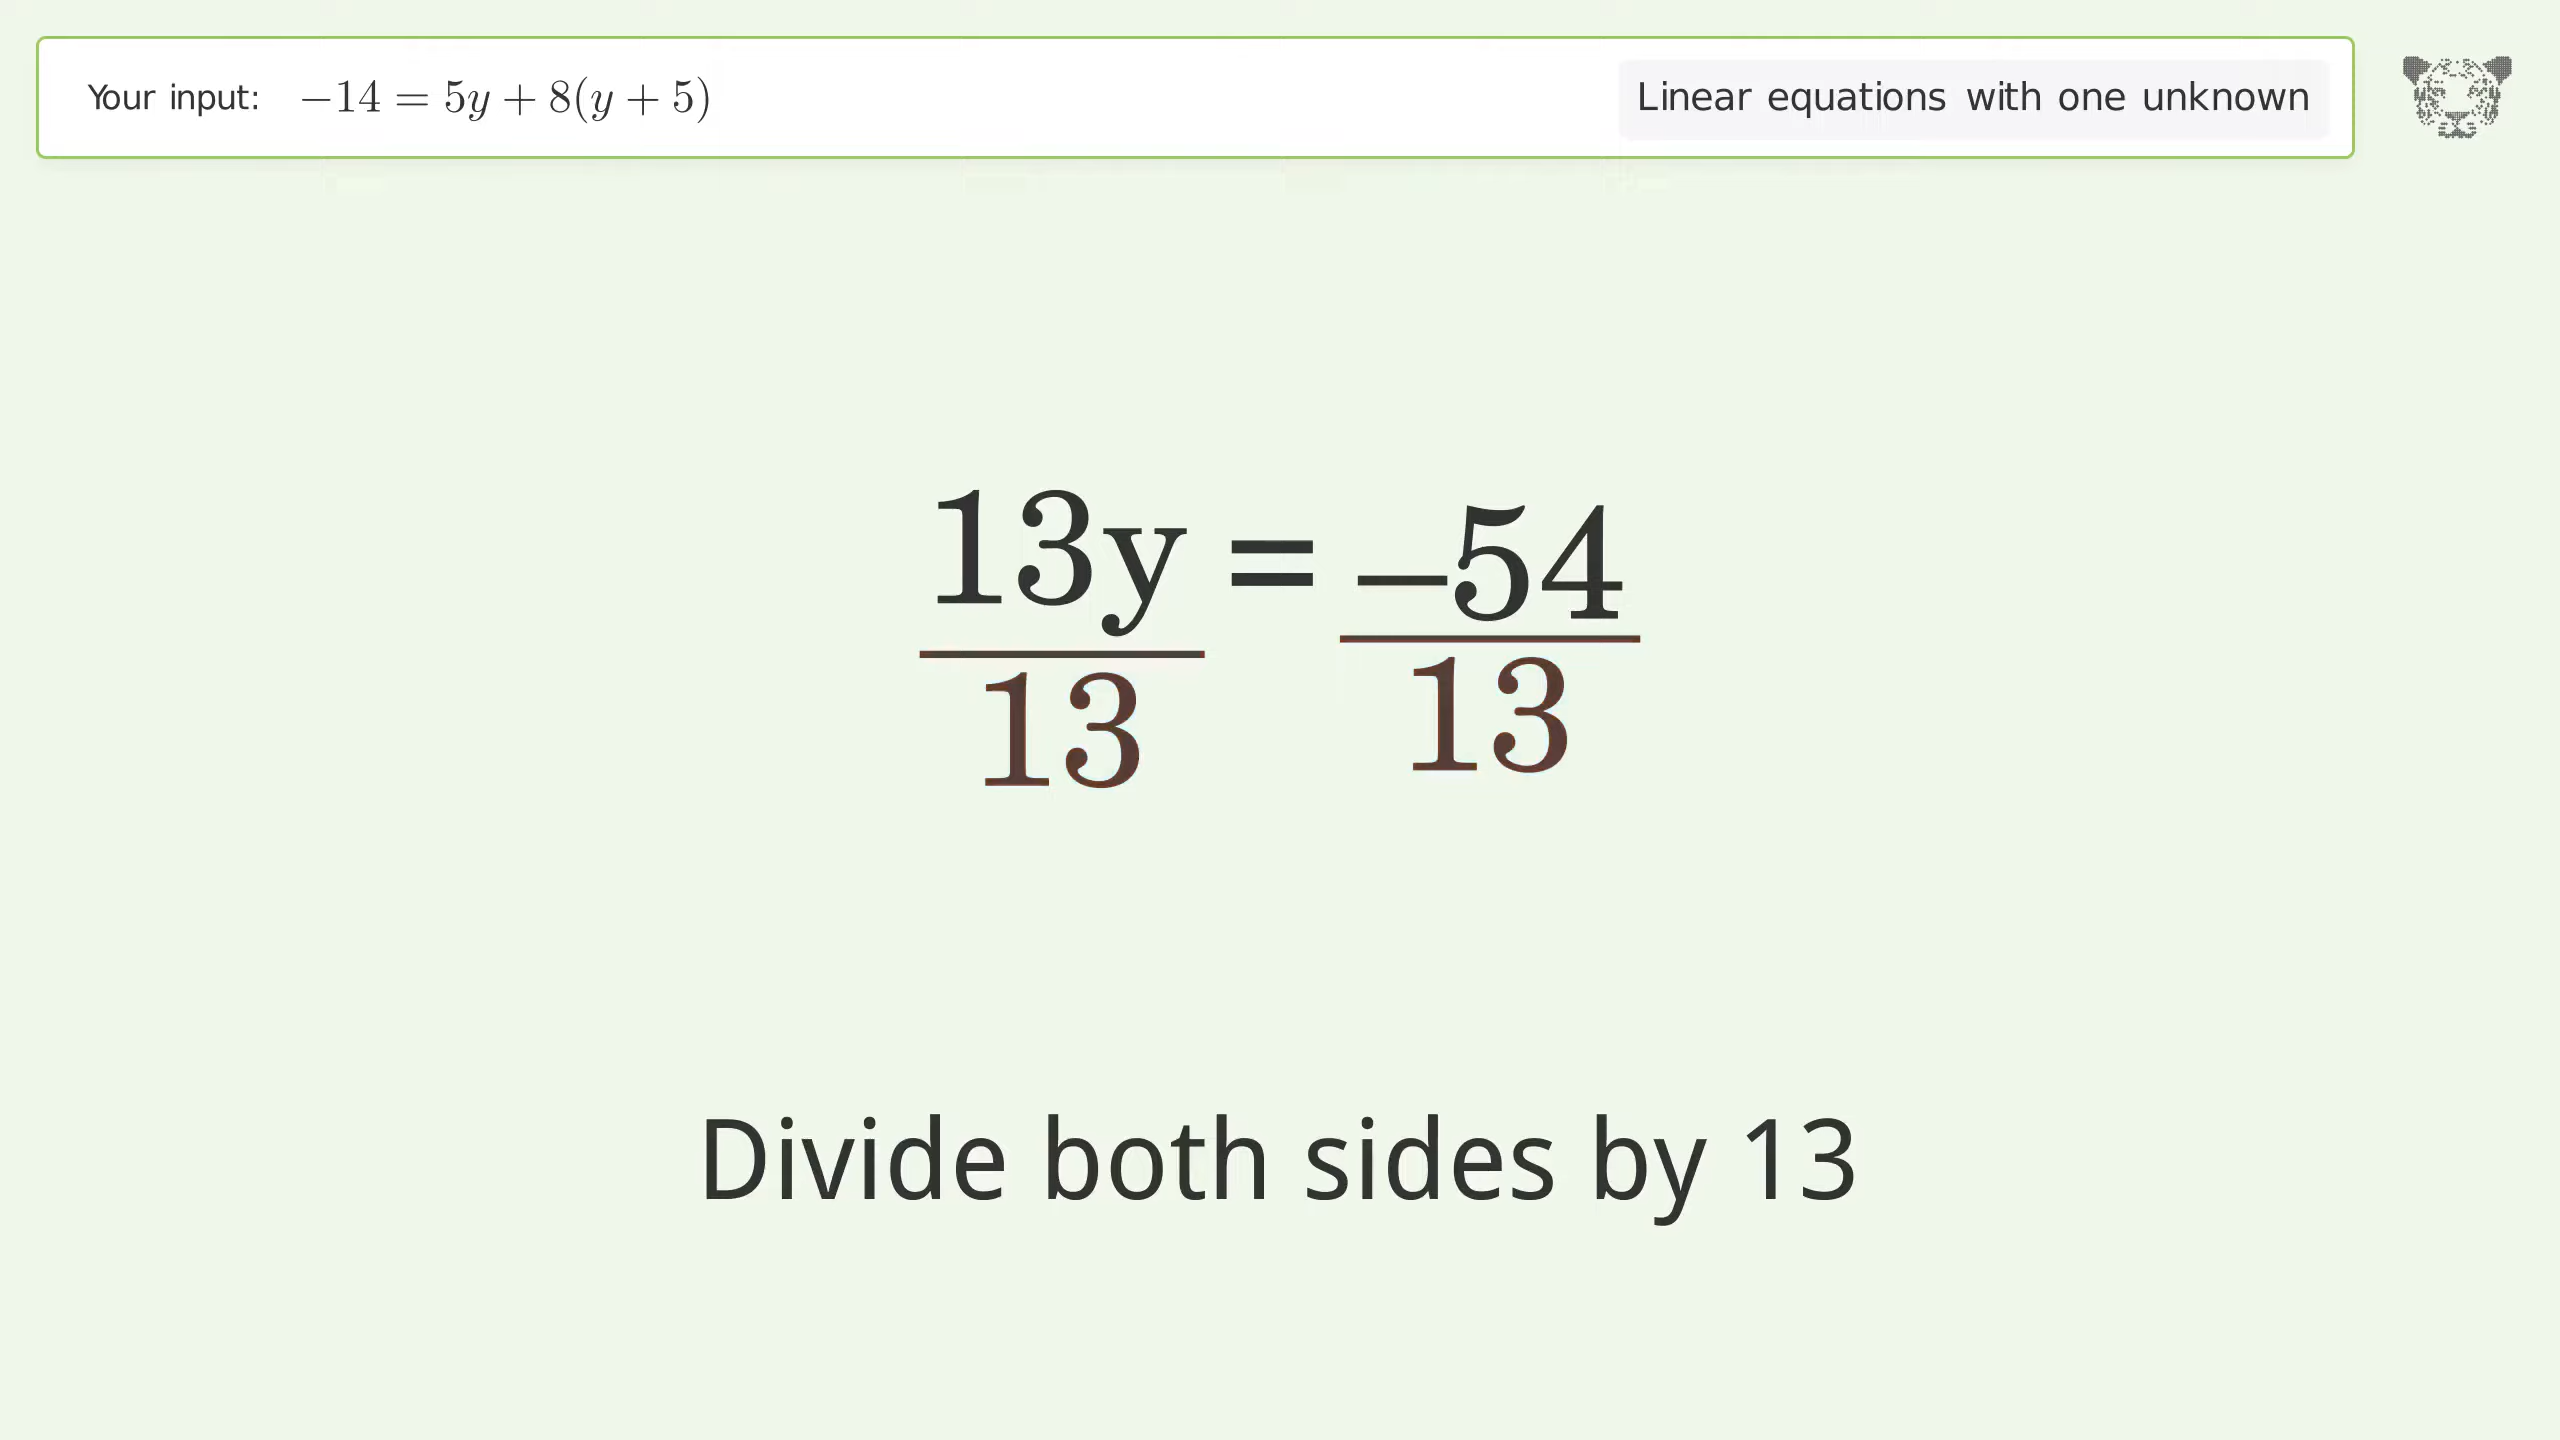 Your input: −14 = 5y + 8(y + 5)
Linear equations with one unknown
13y = −54
13 13
Divide both sides by 13